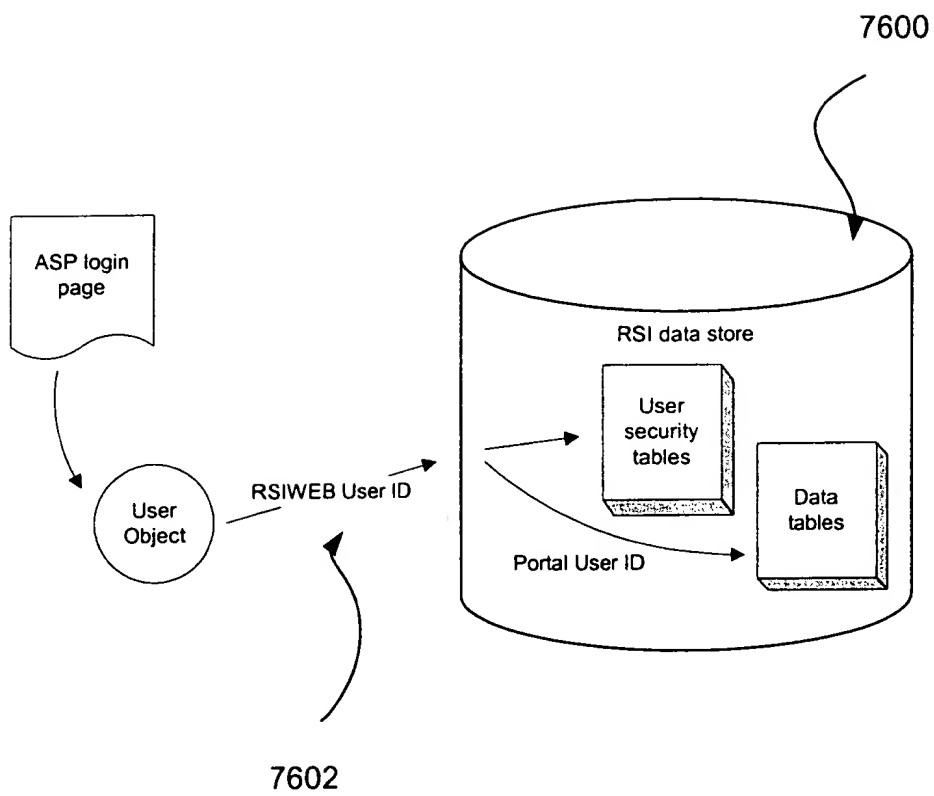 7600
ASP login
page
RSI data store
User
security
tables
RSIWEB User ID
User
Object
Data
tables
Portal User ID
7602